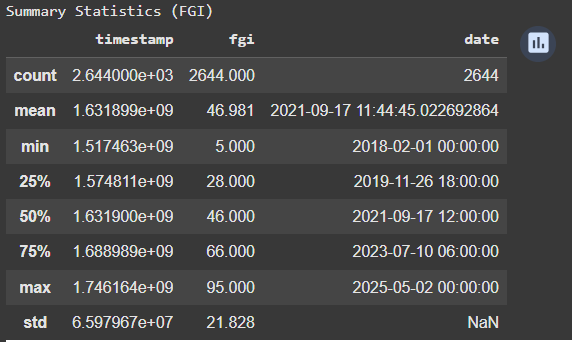 Summary Statistics (FGI)
timestamp fgi date
count 2.644000e+03 2644.000 2644
mean 1.631899e+09 46.981 2021-09-17 11:44:45.022692864
min 1.517463e+09 5.000 2018-02-01 00:00:00
25% 1.574811e+09 28.000 2019-11-26 18:00:00
50% 1.631900e+09 46.000 2021-09-17 12:00:00
75% 1.688989e+09 66.000 2023-07-10 06:00:00
max 1.746164e+09 95.000 2025-05-02 00:00:00
std 6.597967e+07 21.828 NaN